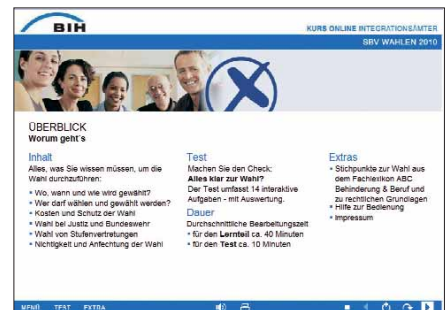 BIH
KURS ONLINE INTEGRATIONSÄMTER
SBV WAHLEN 2010
ÜBERBLICK
Worum geht's
Inhalt
Alles, was Sie wissen müssen, um die
Wahl durchzuführen:
• Wo, wann und wie wird gewählt?
• Wer darf wählen und gewählt werden?
• Kosten und Schutz der Wahl
• Wahl bei Justiz und Bundeswehr
• Wahl von Stufenvertretungen
• Nichtigkeit und Anfechtung der Wahl
Test
Machen Sie den Check:
Alles klar zur Wahl?
Der Test umfasst 14 interaktive
Aufgaben - mit Auswertung.
Dauer
Durchschnittliche Bearbeitungszeit
• für den Lernteil ca. 40 Minuten
• für den Test ca. 10 Minuten
Extras
• Stichpunkte zur Wahl aus
dem Fachlexikon ABC
Behinderung & Beruf und
zu rechtlichen Grundlagen
• Hilfe zur Bedienung
• Impressum
MENÜ TEST EXTRA